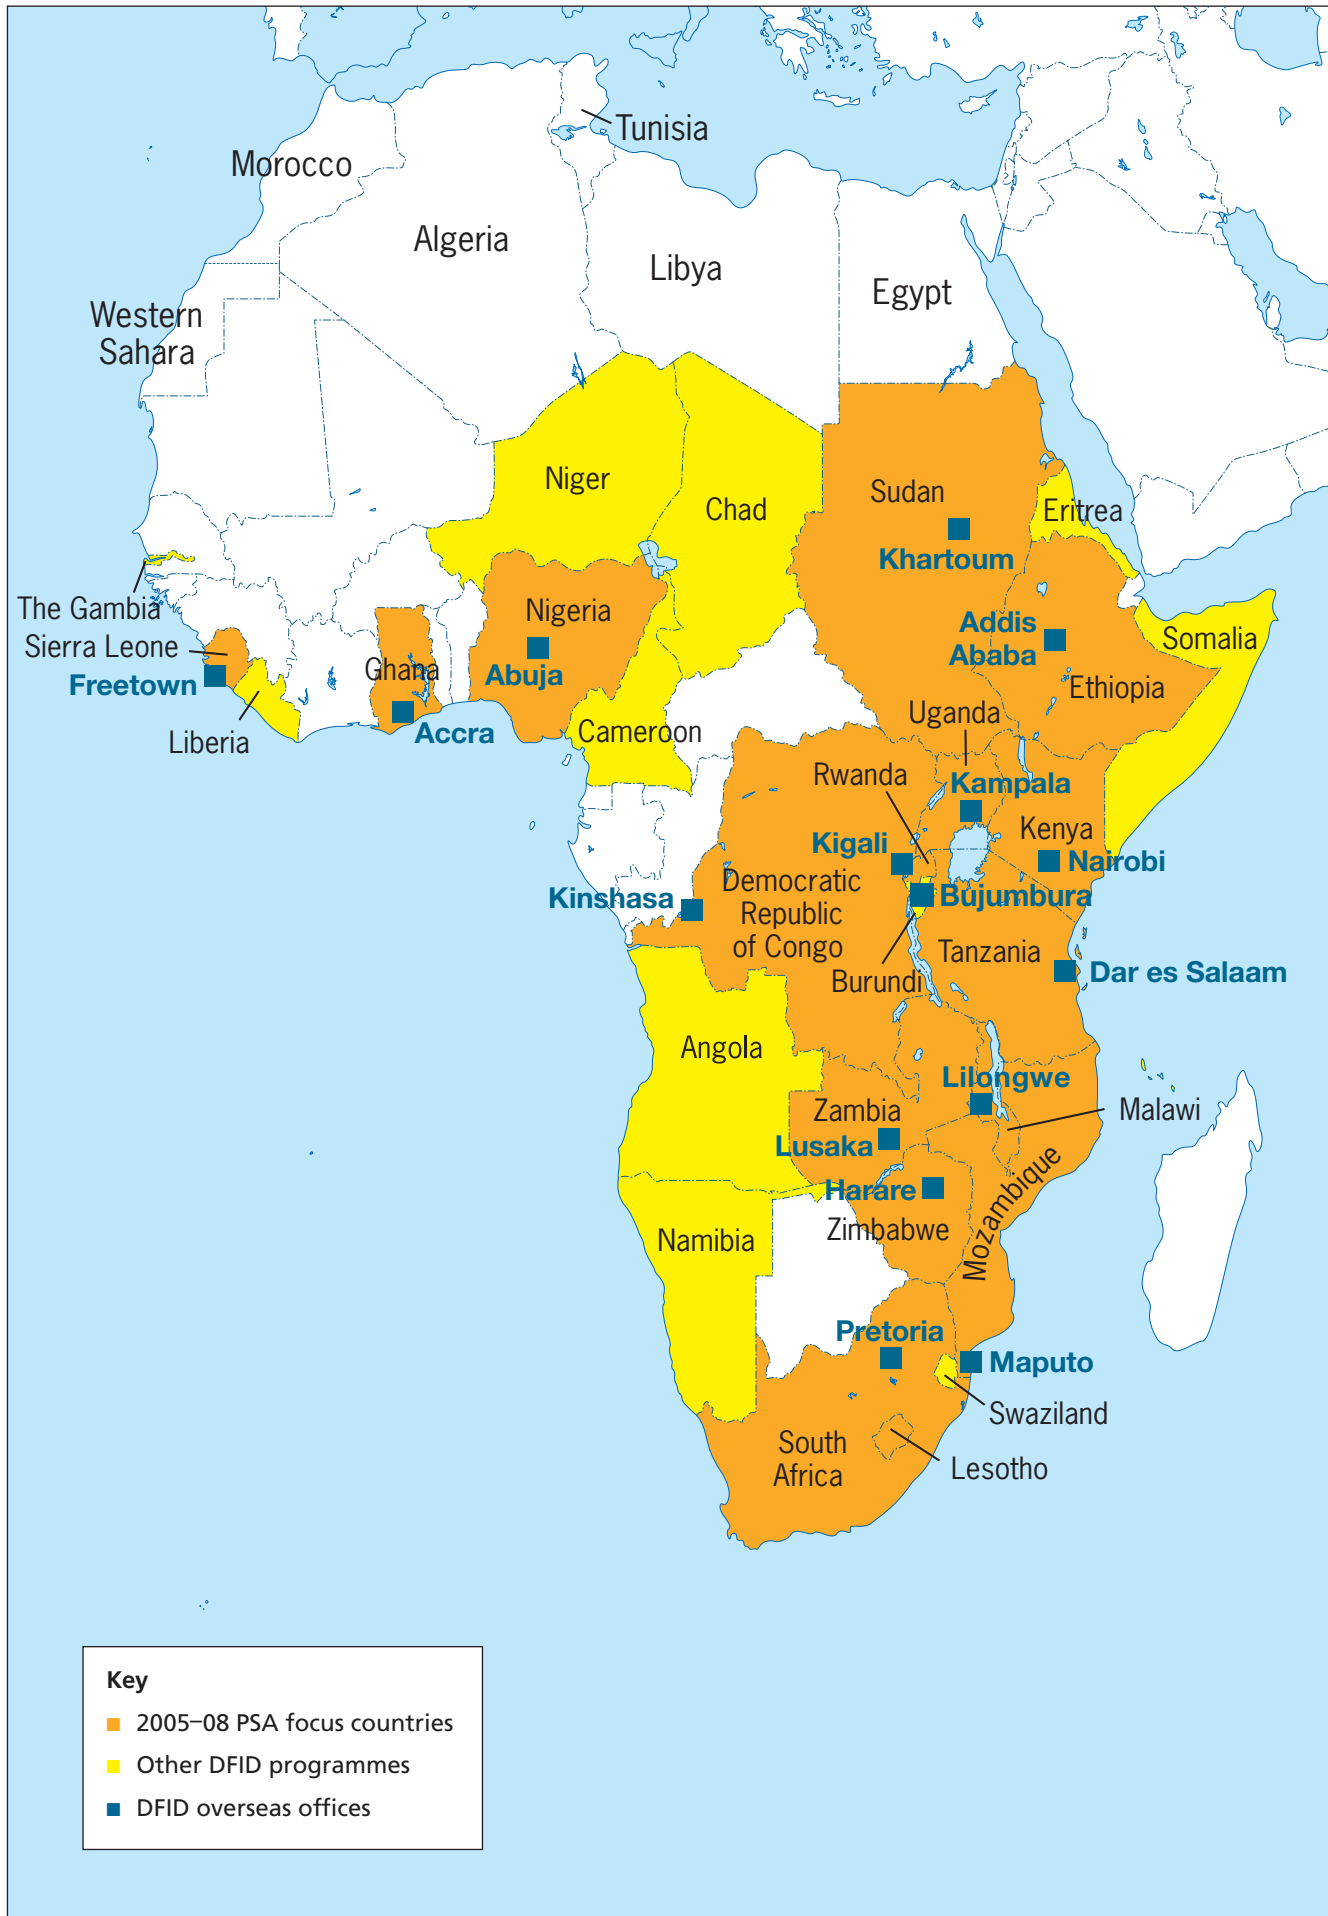 Tunisia
Morocco
Algeria
Libya
Egypt
Western
Sahara
Niger
Chad
Sudan
Eritrea
Khartoum
The Gambia
Nigeria
Sierra Leone
Addis
Ababa
Somalia
Freetown
Ghana
Abuja
Ethiopia
Liberia
Accra
Cameroon
Uganda
Rwanda
Kampala
Kenya
Kigali
Nairobi
Democratic
Republic
of Congo
Kinshasa
Bujumbura
Tanzania
Burundi
Dar es Salaam
Angola
Lilongwe
Zambia
Malawi
Lusaka
Harare
Mozambique
Zimbabwe
Namibia
Pretoria
Maputo
Swaziland
South
Africa
Lesotho
Key
2005–08 PSA focus countries
Other DFID programmes
DFID overseas offices